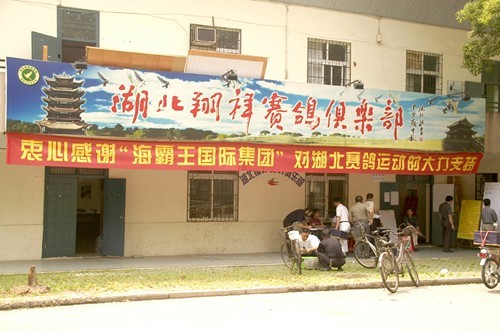 湖北翔祥赛鸽俱乐部
衷心感谢“海霸王国际集团”对湖北赛鸽运动的大力支持